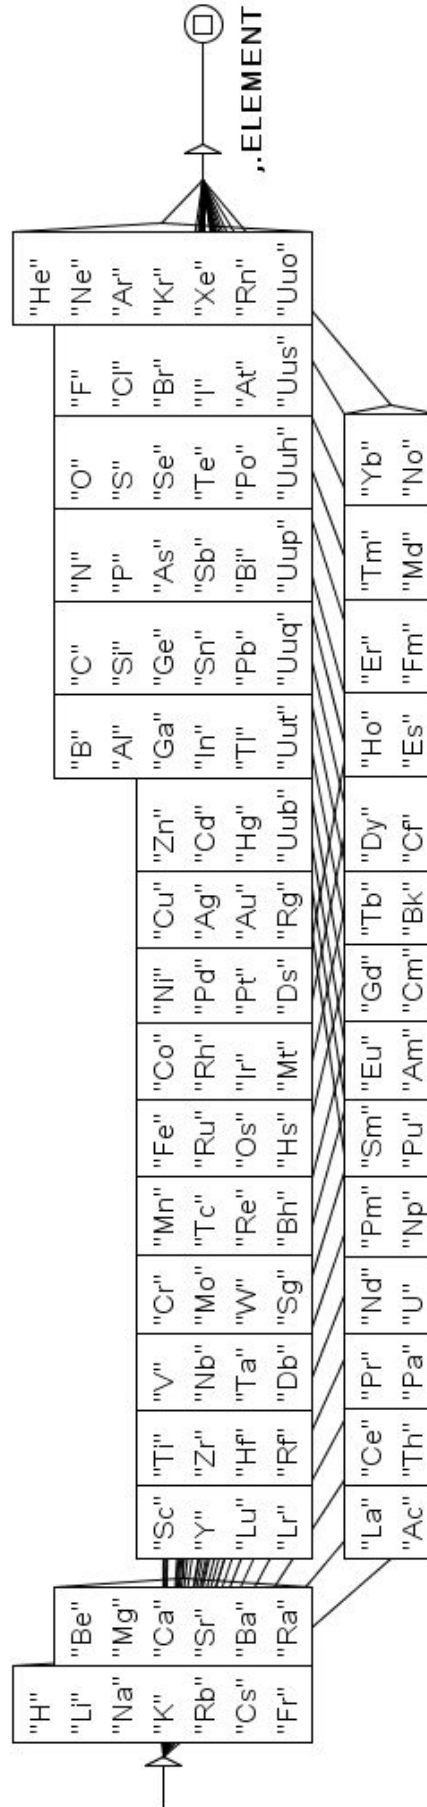 "H" "He"
"Li" "Be" "B" "C" "N" "O" "F" "Ne"
"Na" "Mg" "Al" "Si" "P" "S" "Cl" "Ar"
"K" "Ca" "Sc" "Ti" "V" "Cr" "Mn" "Fe" "Co" "Ni" "Cu" "Zn" "Ga" "Ge" "As" "Se" "Br" "Kr"
"Rb" "Sr" "Y" "Zr" "Nb" "Mo" "Tc" "Ru" "Rh" "Pd" "Ag" "Cd" "In" "Sn" "Sb" "Te" "I" "Xe"
"Cs" "Ba" "Lu" "Hf" "Ta" "W" "Re" "Os" "Ir" "Pt" "Au" "Hg" "Tl" "Pb" "Bi" "Po" "At" "Rn"
"Fr" "Ra" "Lr" "Rf" "Db" "Sg" "Bh" "Hs" "Mt" "Ds" "Rg" "Uub" "Uut" "Uuq" "Uup" "Uuh" "Uus" "Uuo"
,.ELEMENT
"La" "Ce" "Pr" "Nd" "Pm" "Sm" "Eu" "Gd" "Tb" "Dy" "Ho" "Er" "Tm" "Yb"
"Ac" "Th" "Pa" "U" "Np" "Pu" "Am" "Cm" "Bk" "Cf" "Es" "Fm" "Md" "No"